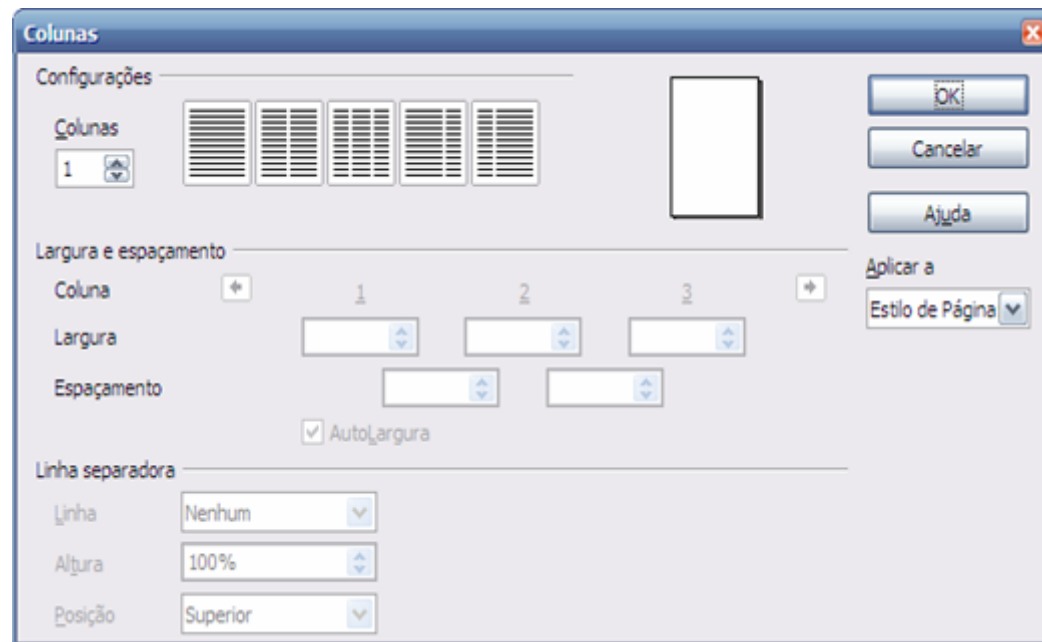 Colunas
Configurações
Colunas
1
OK
Cancelar
Ajuda
Aplicar a
Estilo de Página
Largura e espaçamento
Coluna 1 2 3
Largura
Espaçamento
AutoLargura
Linha separadora
Linha Nenhum
Altura 100%
Posição Superior